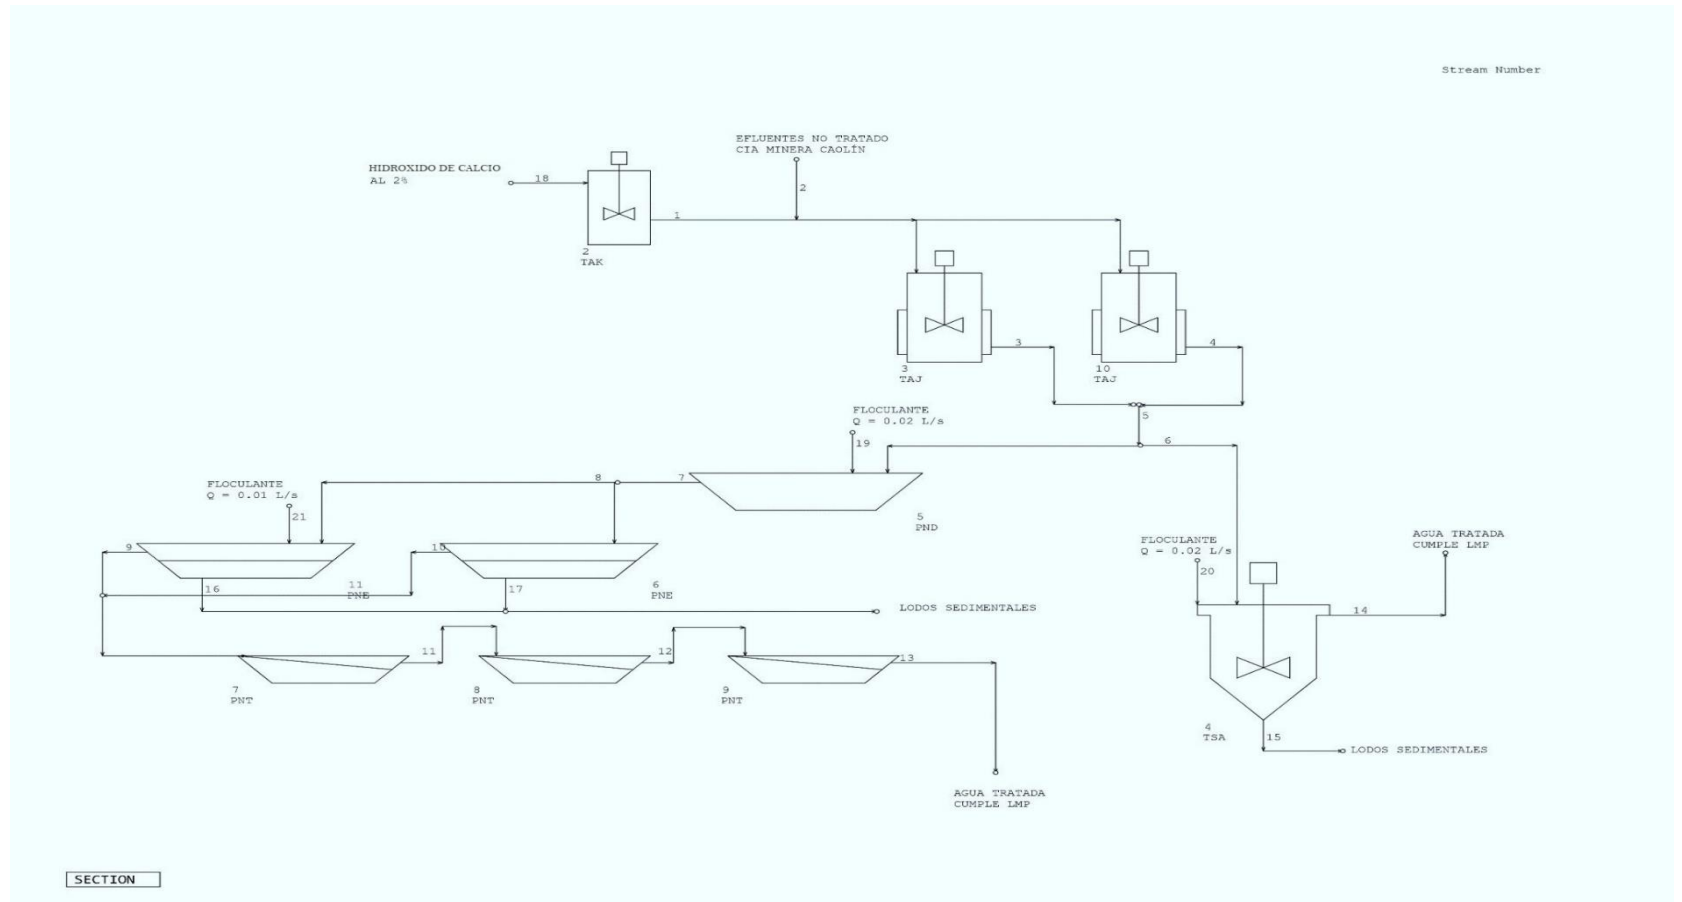 Stream Number
EFLUENTES NO TRATADO
CIA MINERA CAOLÍN
HIDROXIDO DE CALCIO
AL 2%
18
2
1
2
TAK
3
4
3
TAJ
10
TAJ
5
FLOCULANTE
Q = 0.02 L/s
19
6
8
7
FLOCULANTE
Q = 0.01 L/s
21
5
PND
9
10
FLOCULANTE
Q = 0.02 L/s
20
AGUA TRATADA
CUMPLE LMP
16
11
PNE
17
6
PNE
LODOS SEDIMENTALES
14
11
12
13
7
PNT
8
PNT
9
PNT
4
TSA
15
LODOS SEDIMENTALES
AGUA TRATADA
CUMPLE LMP
SECTION